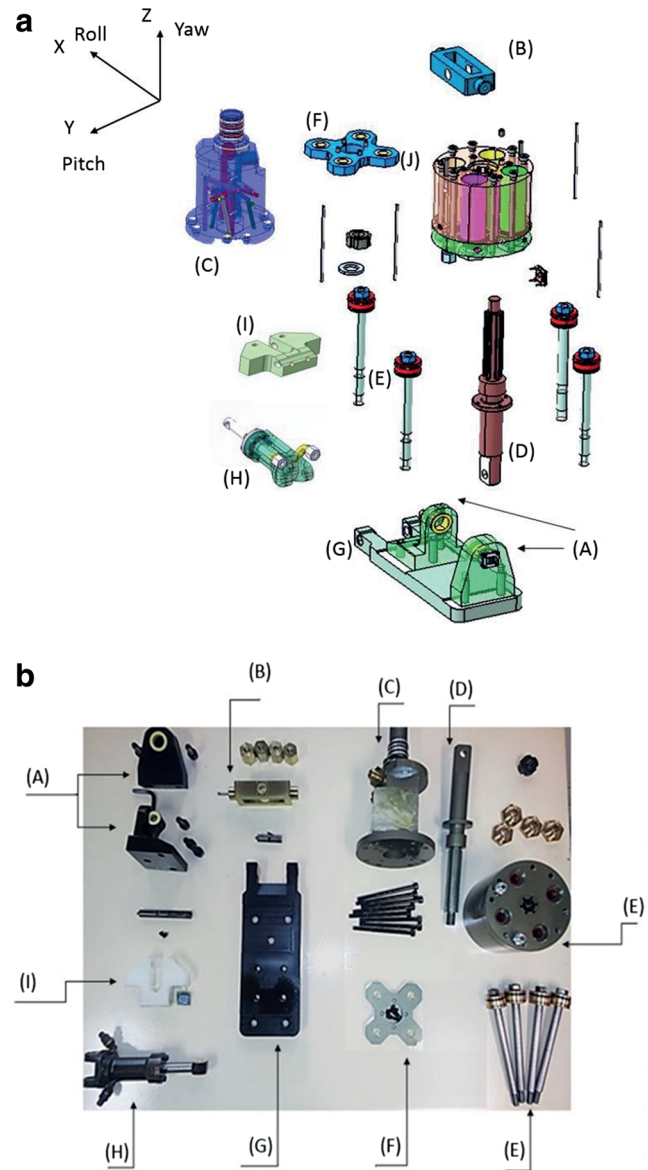 a
Z
Yaw
X
Roll
Y
Pitch
(B)
(F)
(J)
(C)
(I)
(E)
(D)
(H)
(G)
(A)
b
(B)
(C)
(D)
(A)
(E)
(I)
(H)
(G)
(F)
(E)